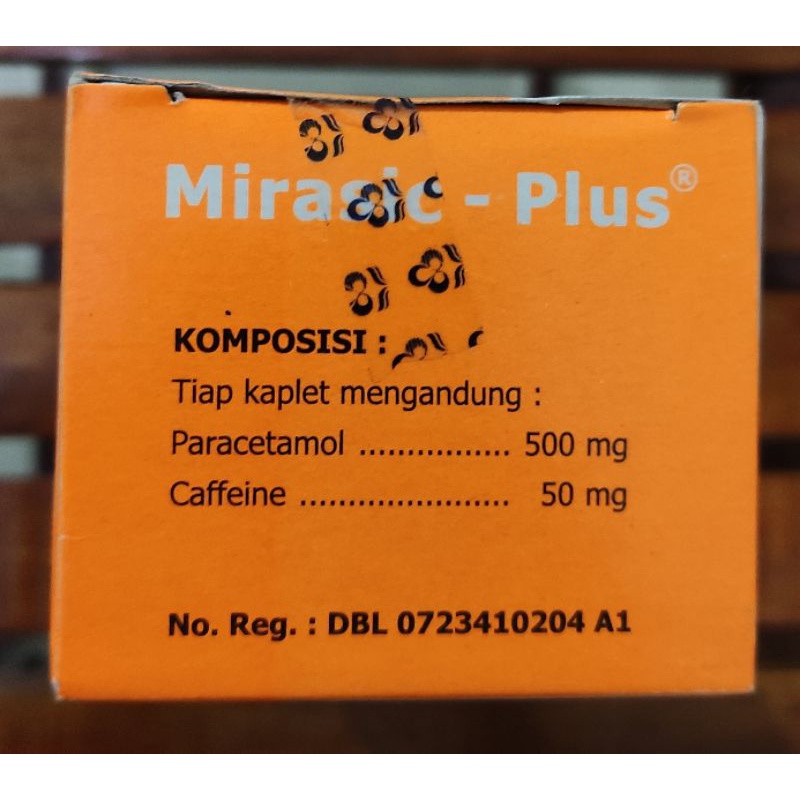 Mirasic - Plus®
KOMPOSISI :
Tiap kaplet mengandung :
Paracetamol ................ 500 mg
Caffeine ...................... 50 mg
No. Reg. : DBL 0723410204 A1